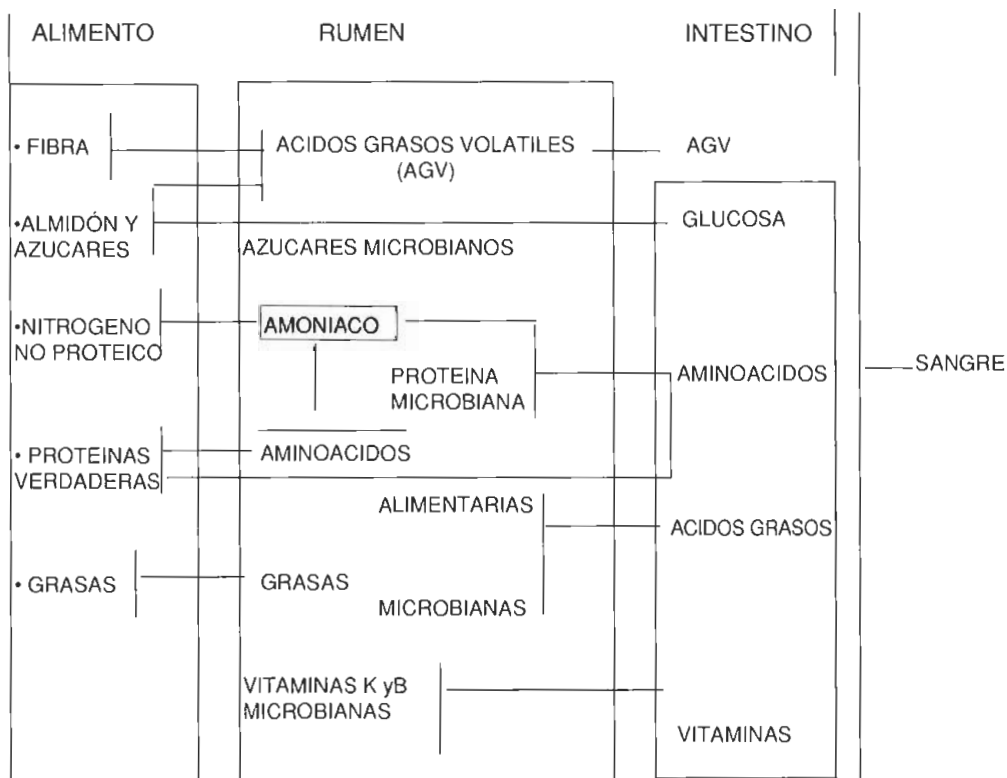 ALIMENTO
RUMEN
INTESTINO
• FIBRA
ACIDOS GRASOS VOLATILES
(AGV)
AGV
•ALMIDÓN Y
AZUCARES
AZUCARES MICROBIANOS
GLUCOSA
•NITROGENO
NO PROTEICO
AMONIACO
PROTEINA
MICROBIANA
AMINOACIDOS
SANGRE
• PROTEINAS
VERDADERAS
AMINOACIDOS
ALIMENTARIAS
ACIDOS GRASOS
• GRASAS
GRASAS
MICROBIANAS
VITAMINAS K yB
MICROBIANAS
VITAMINAS